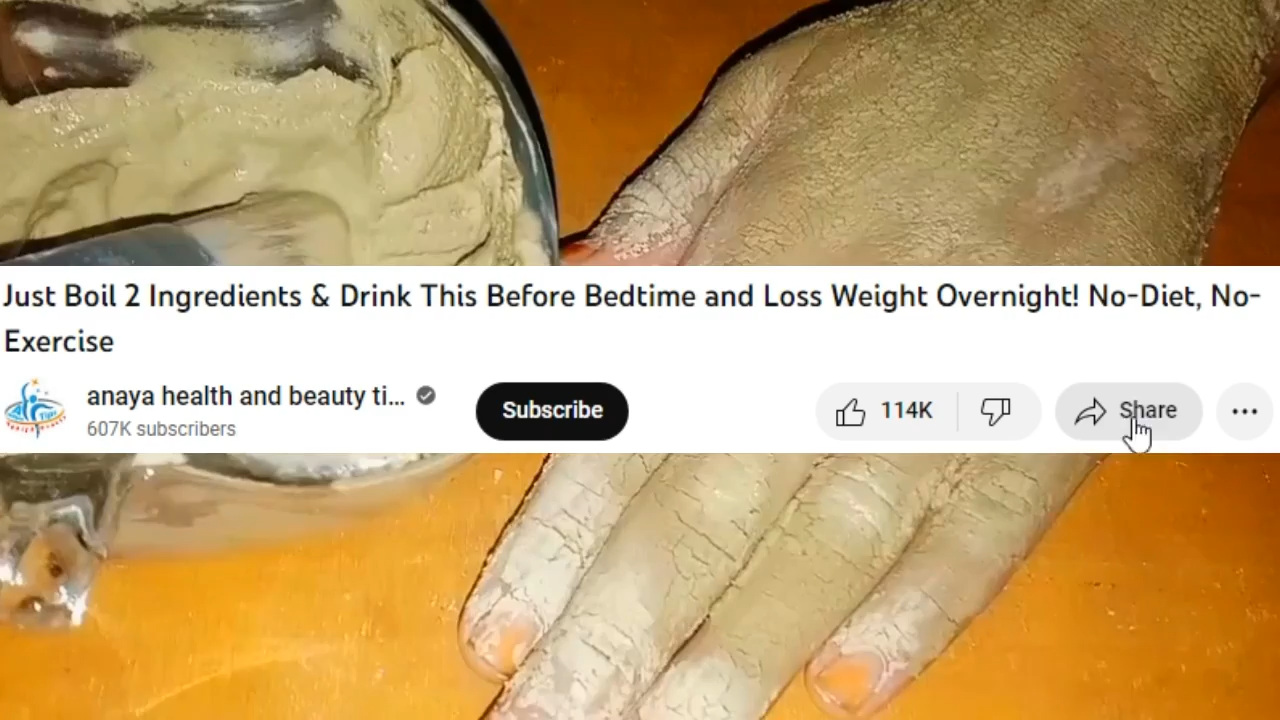 Just Boil 2 Ingredients & Drink This Before Bedtime and Loss Weight Overnight! No-Diet, No-
Exercise
anaya health and beauty ti...
607K subscribers
Subscribe
114K
Share